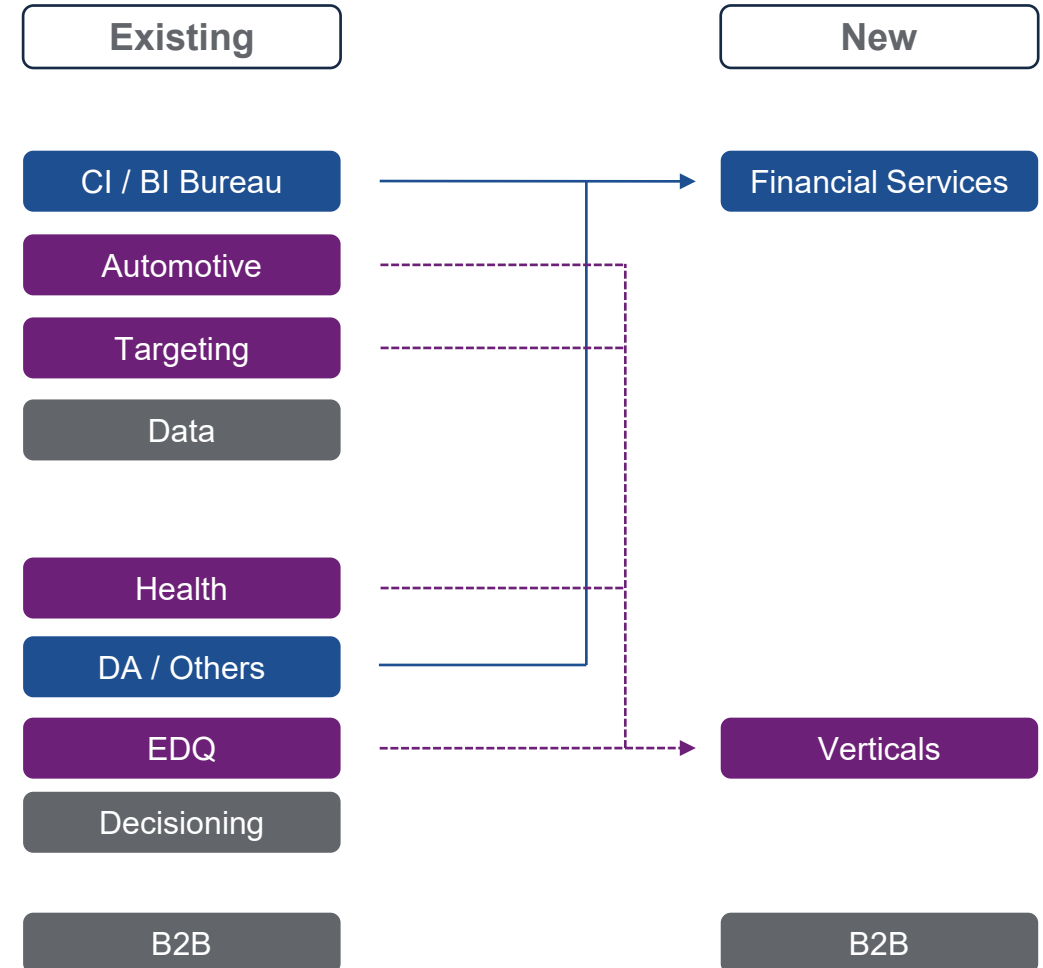 Existing
New
CI / BI Bureau
Financial Services
Automotive
Targeting
Data
Health
DA / Others
EDQ
Verticals
Decisioning
B2B
B2B